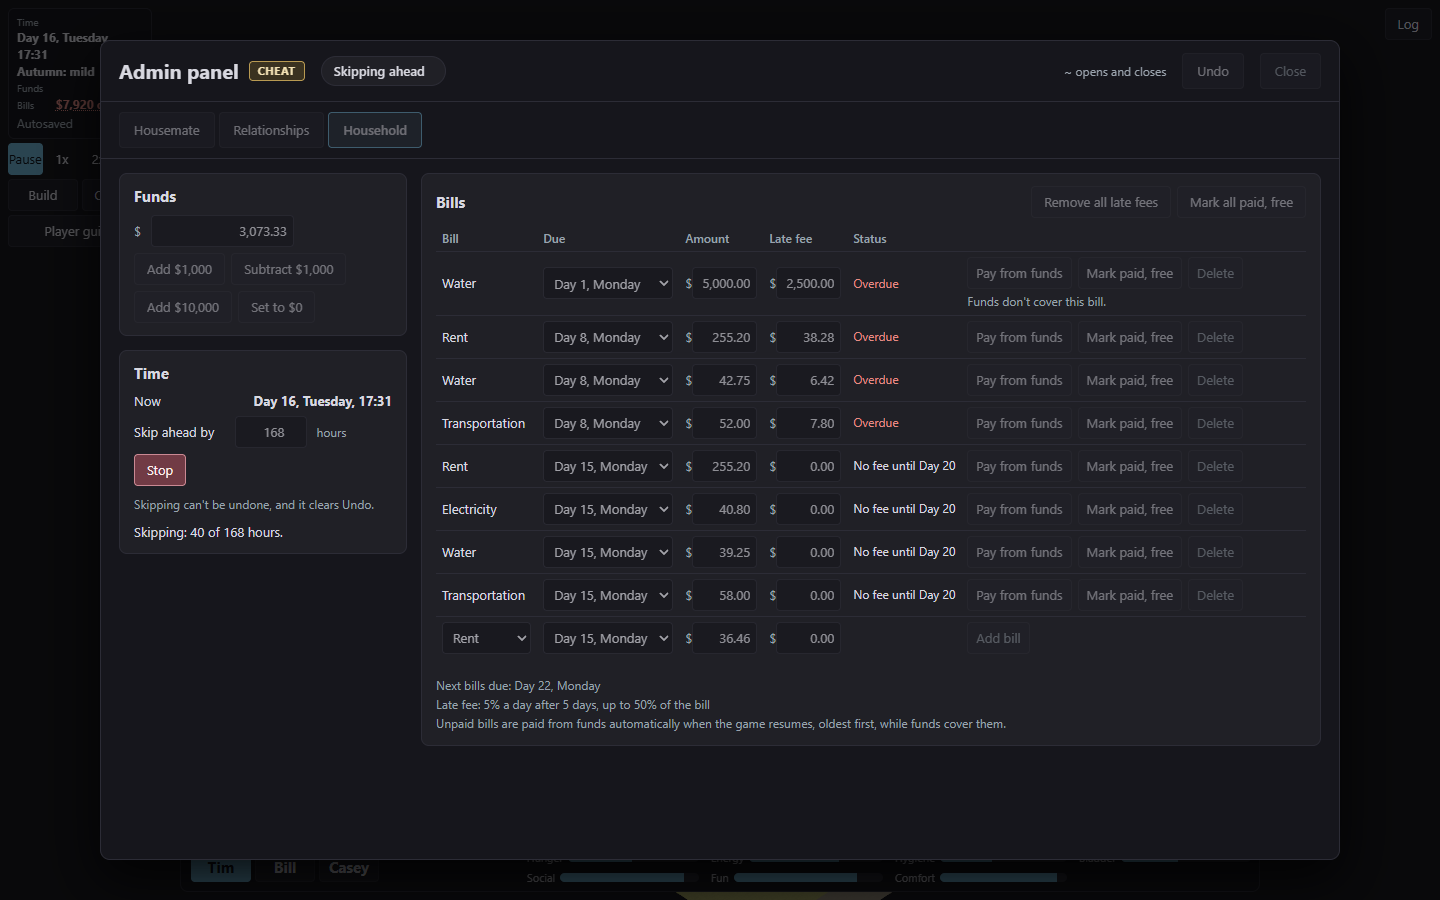 Time
Day 16, Tuesday
17:31
Autumn: mild
Funds
Bills $7,920
Autosaved
Pause 1x
Build
Player gui
Log
Admin panel CHEAT Skipping ahead ~ opens and closes Undo Close
Housemate Relationships Household
Funds
$ 3,073.33
Add $1,000 Subtract $1,000
Add $10,000 Set to $0
Time
Now Day 16, Tuesday, 17:31
Skip ahead by 168 hours
Stop
Skipping can't be undone, and it clears Undo.
Skipping: 40 of 168 hours.
Bills Remove all late fees Mark all paid, free
Bill Due Amount Late fee Status
Water Day 1, Monday $ 5,000.00 $ 2,500.00 Overdue Pay from funds Mark paid, free Delete
Funds don't cover this bill.
Rent Day 8, Monday $ 255.20 $ 38.28 Overdue Pay from funds Mark paid, free Delete
Water Day 8, Monday $ 42.75 $ 6.42 Overdue Pay from funds Mark paid, free Delete
Transportation Day 8, Monday $ 52.00 $ 7.80 Overdue Pay from funds Mark paid, free Delete
Rent Day 15, Monday $ 255.20 $ 0.00 No fee until Day 20 Pay from funds Mark paid, free Delete
Electricity Day 15, Monday $ 40.80 $ 0.00 No fee until Day 20 Pay from funds Mark paid, free Delete
Water Day 15, Monday $ 39.25 $ 0.00 No fee until Day 20 Pay from funds Mark paid, free Delete
Transportation Day 15, Monday $ 58.00 $ 0.00 No fee until Day 20 Pay from funds Mark paid, free Delete
Rent Day 15, Monday $ 36.46 $ 0.00 Add bill
Next bills due: Day 22, Monday
Late fee: 5% a day after 5 days, up to 50% of the bill
Unpaid bills are paid from funds automatically when the game resumes, oldest first, while funds cover them.
Tim Bill Casey
Social Fun Comfort